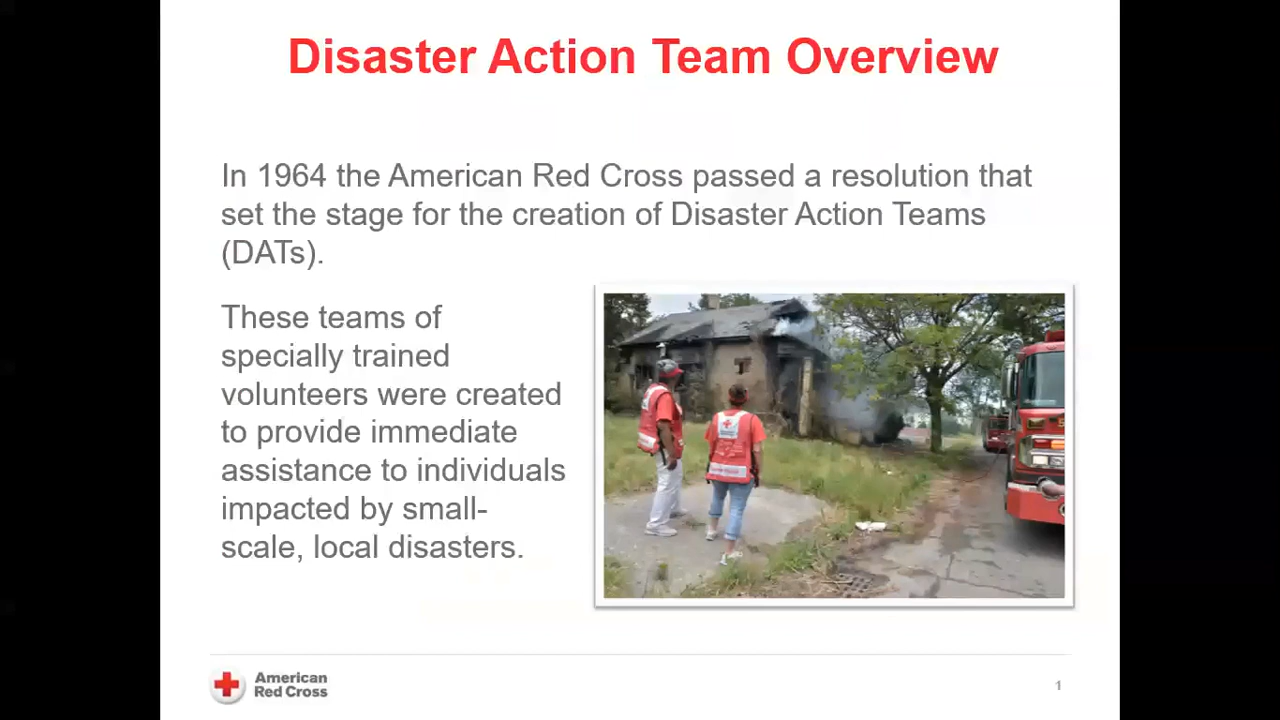 Disaster Action Team Overview
In 1964 the American Red Cross passed a resolution that
set the stage for the creation of Disaster Action Teams
(DATs).
These teams of
specially trained
volunteers were created
to provide immediate
assistance to individuals
impacted by small-
scale, local disasters.
American
Red Cross
1